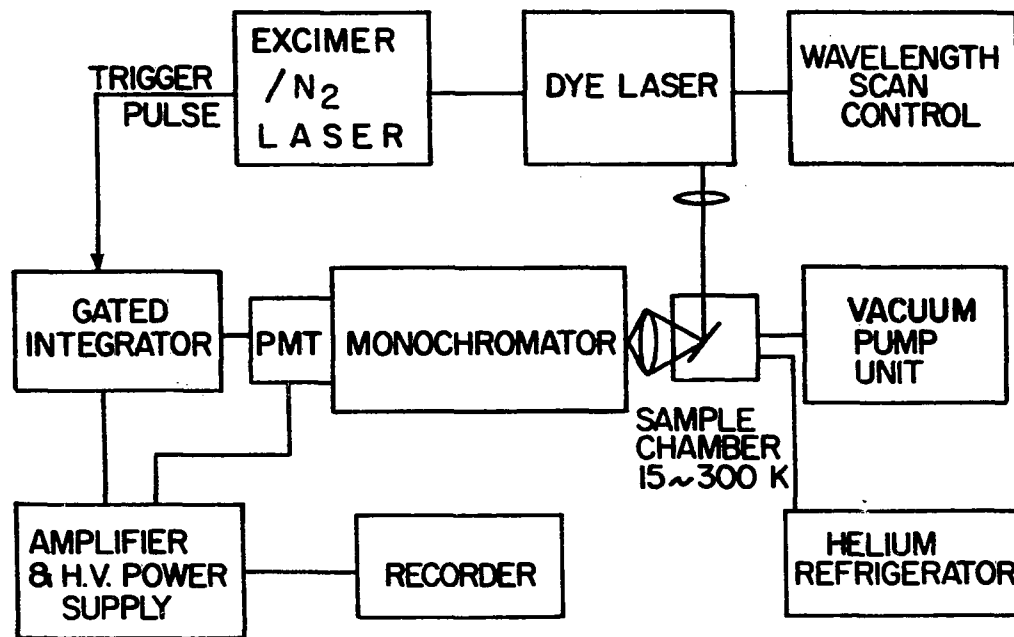 EXCIMER
/N2
LASER
TRIGGER
PULSE
DYE LASER
WAVELENGTH
SCAN
CONTROL
GATED
INTEGRATOR
PMT
MONOCHROMATOR
VACUUM
PUMP
UNIT
SAMPLE
CHAMBER
15~300 K
AMPLIFIER
& H.V. POWER
SUPPLY
RECORDER
HELIUM
REFRIGERATOR